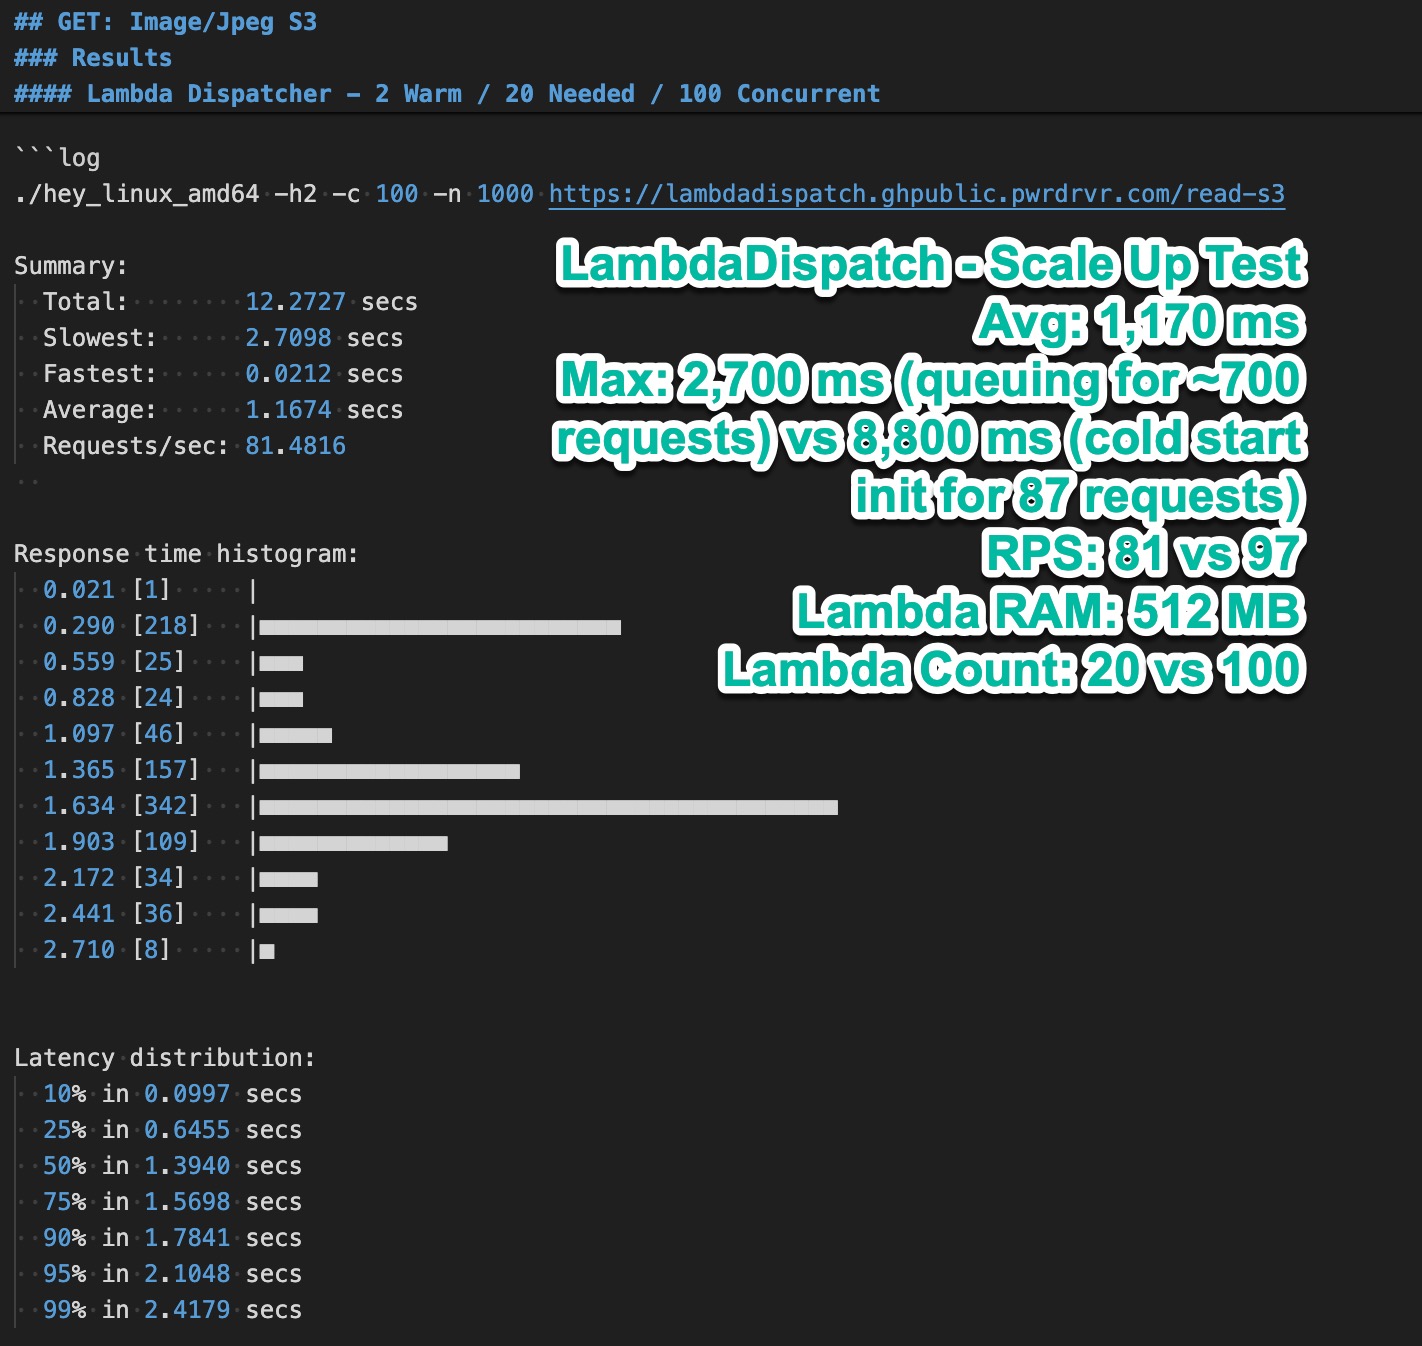 ## GET: Image/Jpeg S3
### Results
#### Lambda Dispatcher - 2 Warm / 20 Needed / 100 Concurrent
```log
./hey_linux_amd64 -h2 -c 100 -n 1000 https://lambdadispatch.ghpublic.pwrdrvr.com/read-s3
Summary:
Total: 12.2727 secs
Slowest: 2.7098 secs
Fastest: 0.0212 secs
Average: 1.1674 secs
Requests/sec: 81.4816
LambdaDispatch - Scale Up Test
Avg: 1,170 ms
Max: 2,700 ms (queuing for ~700
requests) vs 8,800 ms (cold start
init for 87 requests)
RPS: 81 vs 97
Lambda RAM: 512 MB
Lambda Count: 20 vs 100
Response time histogram:
0.021 [1] |
0.290 [218] |■■■■■■■■■■■■■■■■■■■■■■■■■
0.559 [25] |■■■
0.828 [24] |■■■
1.097 [46] |■■■■■
1.365 [157] |■■■■■■■■■■■■■■■■■■
1.634 [342] |■■■■■■■■■■■■■■■■■■■■■■■■■■■■■■■■■■■■■■■■
1.903 [109] |■■■■■■■■■■■■■
2.172 [34] |■■■■
2.441 [36] |■■■■
2.710 [8] |■
Latency distribution:
10% in 0.0997 secs
25% in 0.6455 secs
50% in 1.3940 secs
75% in 1.5698 secs
90% in 1.7841 secs
95% in 2.1048 secs
99% in 2.4179 secs